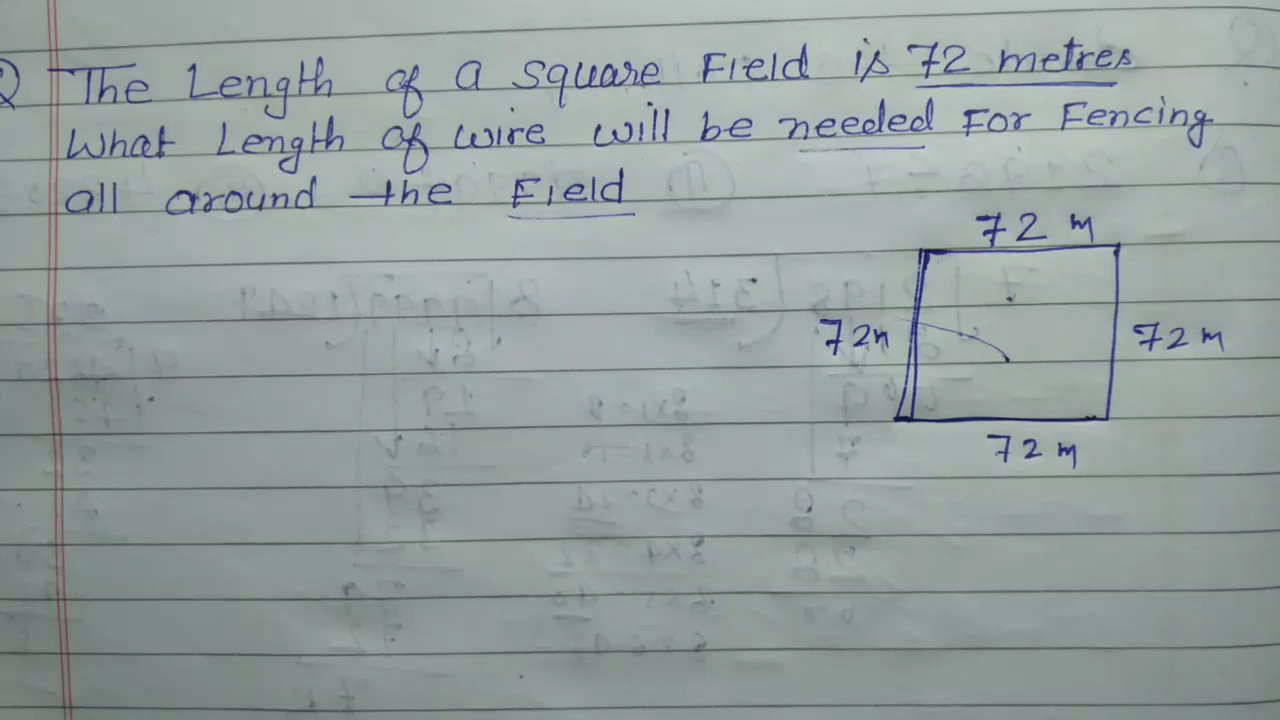 Q The Length of a square Field is 72 metres
What Length of wire will be needed For Fencing
all around the Field
72 m
72m
72 m
72 m